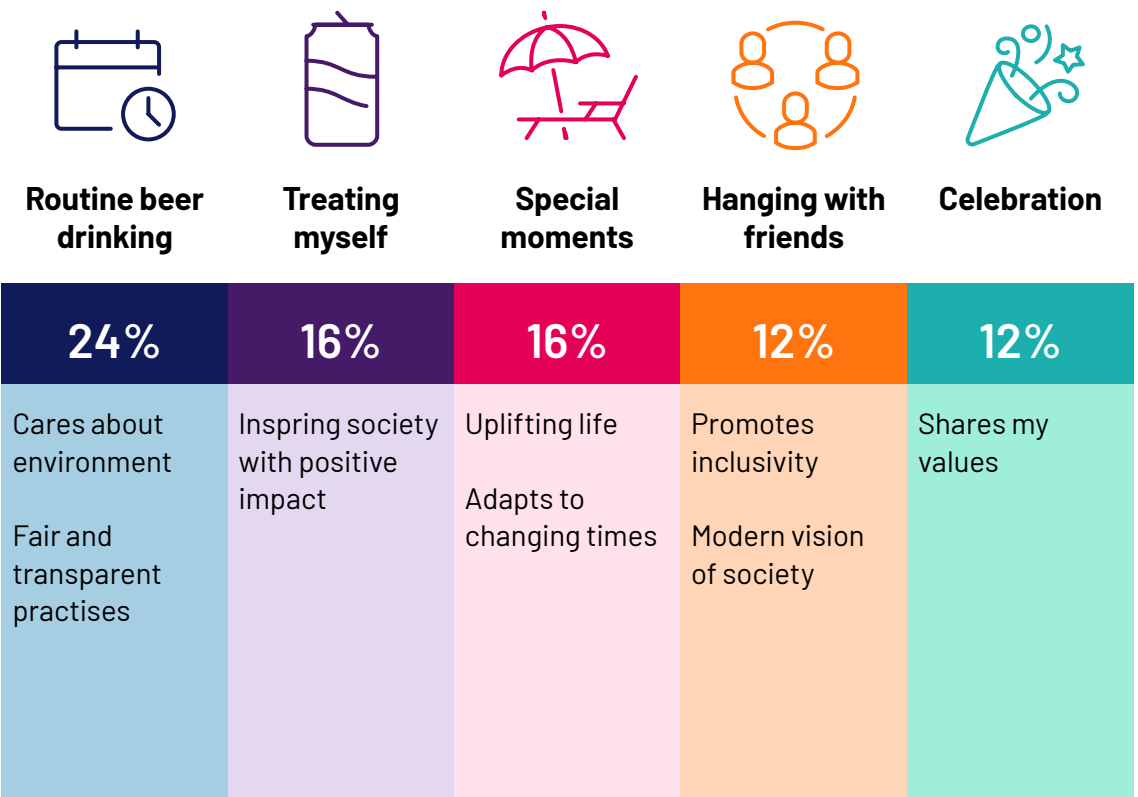 Routine beer
drinking
Treating
myself
Special
moments
Hanging with
friends
Celebration
24%
16%
16%
12%
12%
Cares about
environment
Fair and
transparent
practises
Inspring society
with positive
impact
Uplifting life
Adapts to
changing times
Promotes
inclusivity
Modern vision
of society
Shares my
values